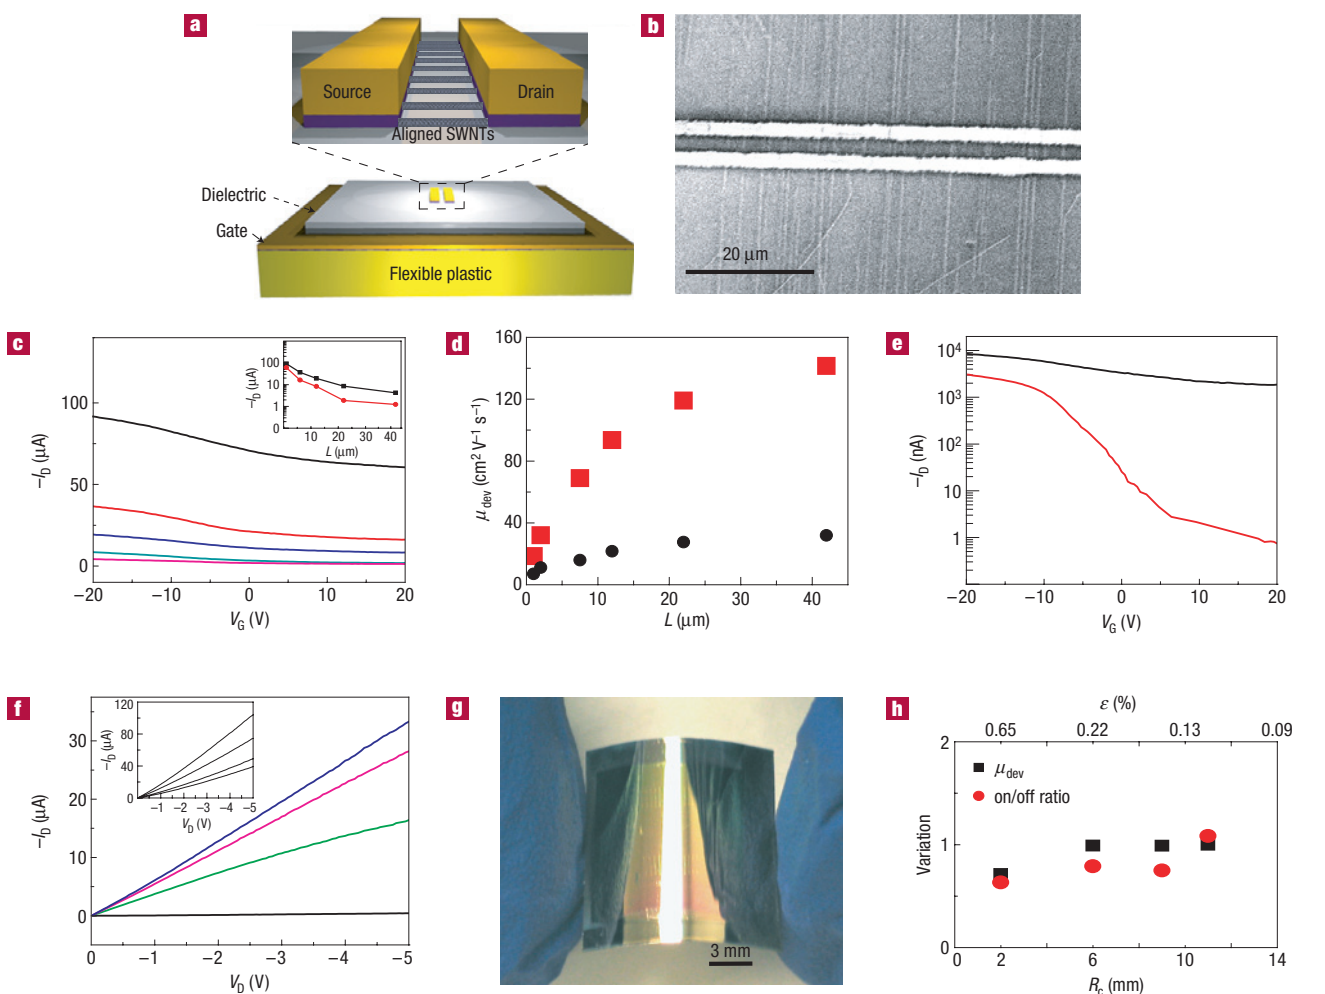 a
Source
Drain
Aligned SWNTs
Dielectric
Gate
Flexible plastic
b
20 μm
c
−I_D (μA)
100
50
0
−20
−10
0
10
20
V_G (V)
−I_D (μA)
100
10
1
0
10
20
30
40
L (μm)
d
μ_dev (cm² V⁻¹ s⁻¹)
160
120
80
40
0
0
10
20
30
40
L (μm)
e
−I_D (nA)
10⁴
10³
10²
10
1
−20
−10
0
10
20
V_G (V)
f
−I_D (μA)
30
20
10
0
0
−1
−2
−3
−4
−5
V_D (V)
−I_D (μA)
120
80
40
0
−1
−2
−3
−4
−5
V_D (V)
g
3 mm
h
ε (%)
0.65
0.22
0.13
0.09
Variation
2
1
0
μ_dev
on/off ratio
0
2
6
10
14
R_c (mm)